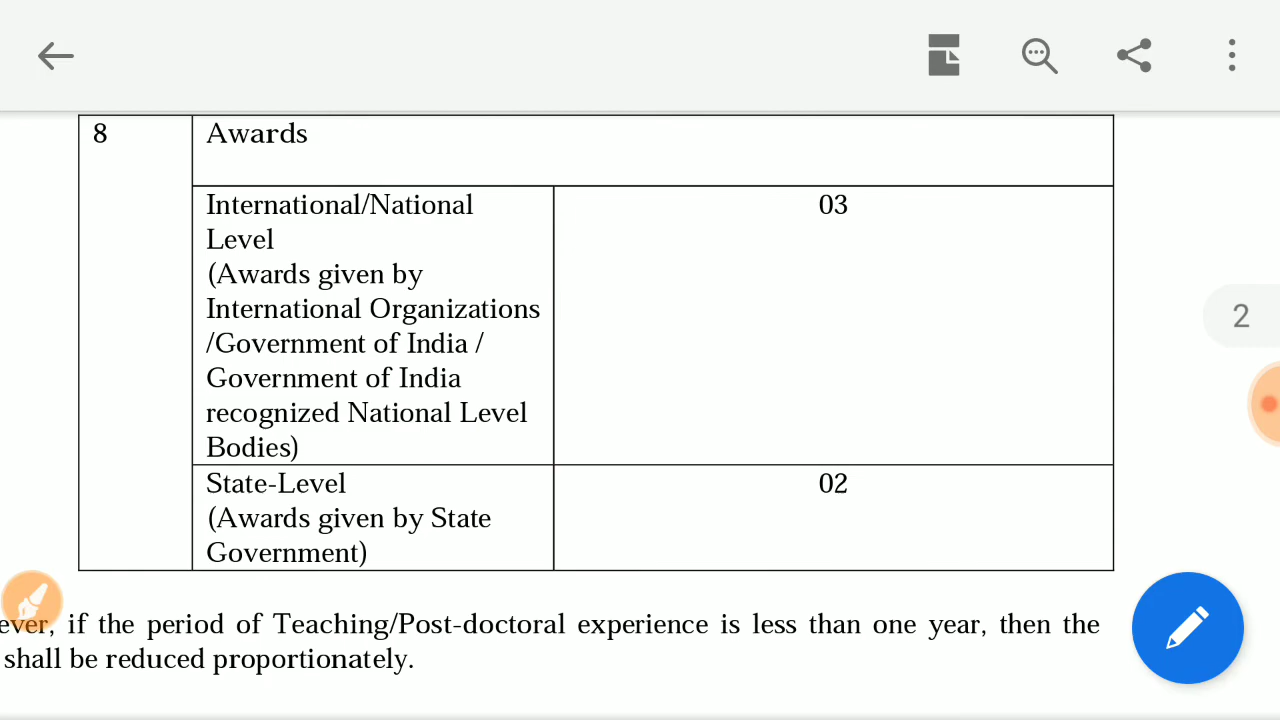 8
Awards
International/National
Level
(Awards given by
International Organizations
/Government of India /
Government of India
recognized National Level
Bodies)
03
State-Level
(Awards given by State
Government)
02
2
if the period of Teaching/Post-doctoral experience is less than one year, then the
shall be reduced proportionately.